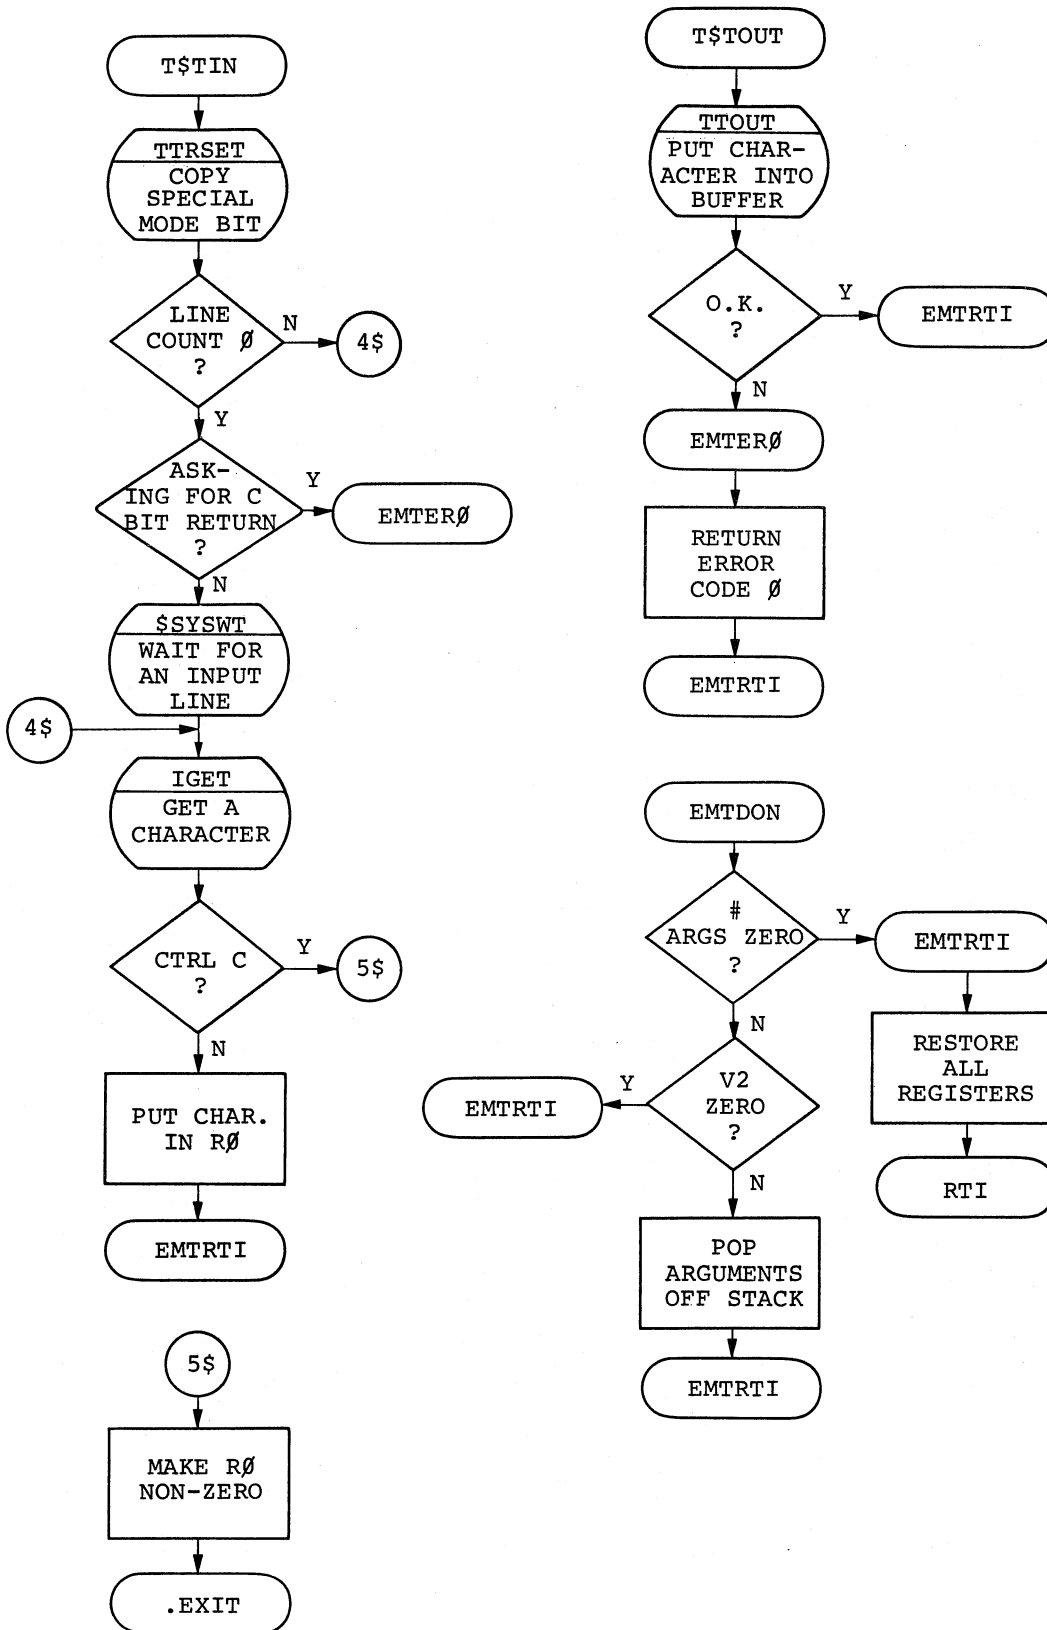 T$TIN
TTRSET
COPY
SPECIAL
MODE BIT
LINE
COUNT Ø
?
N
4$
Y
ASK-
ING FOR C
BIT RETURN
?
Y
EMTERØ
N
$SYSWT
WAIT FOR
AN INPUT
LINE
4$
IGET
GET A
CHARACTER
CTRL C
?
Y
5$
N
PUT CHAR.
IN RØ
EMTRTI
5$
MAKE RØ
NON-ZERO
.EXIT
T$TOUT
TTOUT
PUT CHAR-
ACTER INTO
BUFFER
O.K.
?
Y
EMTRTI
N
EMTERØ
RETURN
ERROR
CODE Ø
EMTRTI
EMTDON
#
ARGS ZERO
?
Y
EMTRTI
RESTORE
ALL
REGISTERS
RTI
N
V2
ZERO
?
Y
EMTRTI
N
POP
ARGUMENTS
OFF STACK
EMTRTI